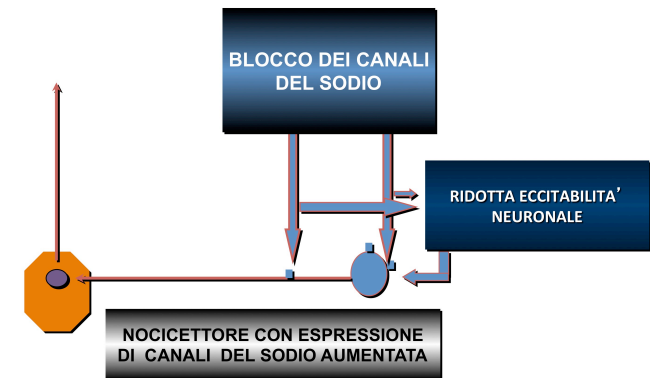 BLOCCO DEI CANALI
DEL SODIO
RIDOTTA ECCITABILITA’
NEURONALE
NOCICETTORE CON ESPRESSIONE
DI CANALI DEL SODIO AUMENTATA